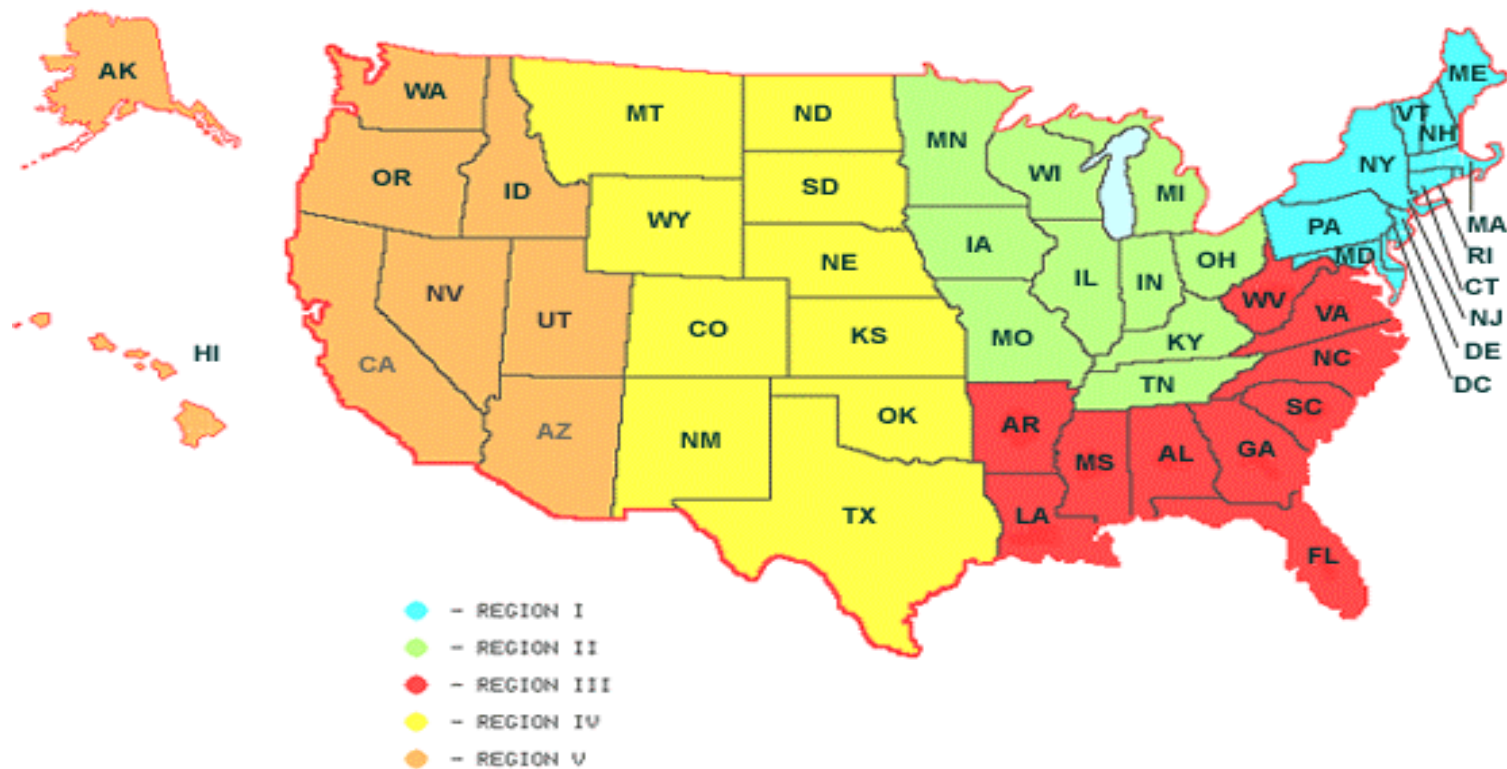 AK
WA
MT
ND
MN
ME
VT
NH
OR
ID
WY
SD
WI
MI
NY
MA
PA
RI
NV
UT
CO
NE
IA
IL
IN
OH
MD
CT
NJ
HI
CA
KS
MO
KY
WV
VA
DE
DC
AZ
NM
OK
AR
TN
NC
SC
TX
LA
MS
AL
GA
FL
- REGION I
- REGION II
- REGION III
- REGION IV
- REGION V